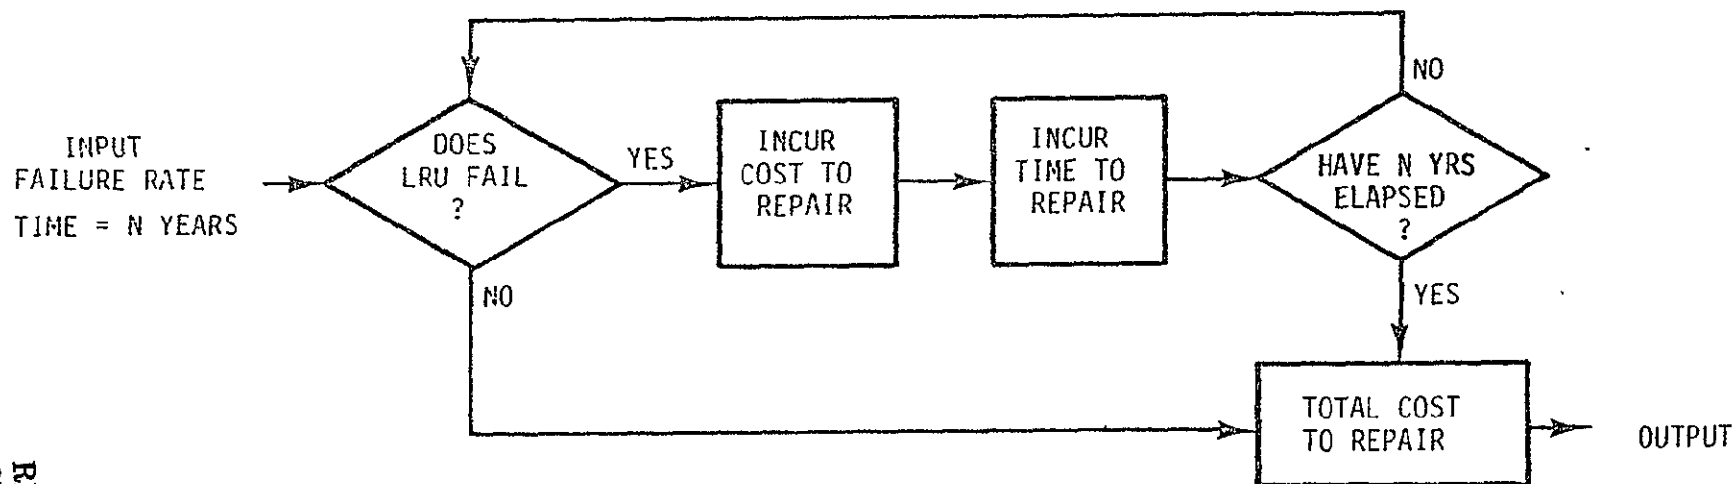 INPUT
FAILURE RATE
TIME = N YEARS
DOES
LRU FAIL
?
YES
INCUR
COST TO
REPAIR
INCUR
TIME TO
REPAIR
NO
HAVE N YRS
ELAPSED
?
YES
NO
TOTAL COST
TO REPAIR
OUTPUT
R